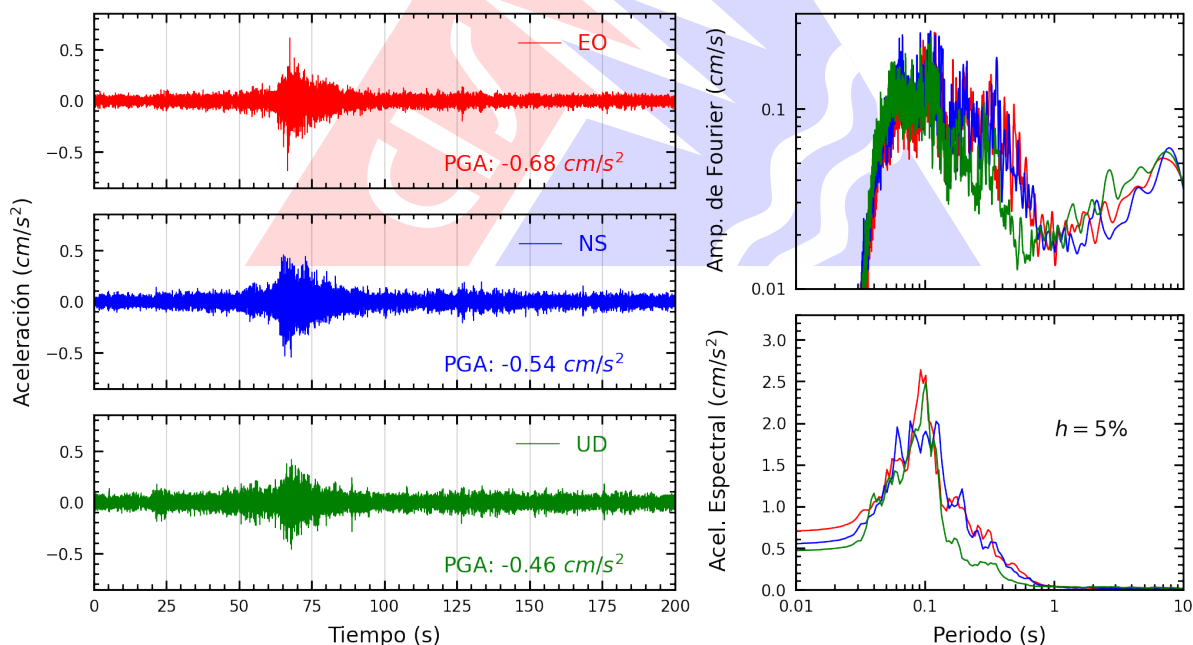 Aceleración (cm/s²)
0.5
0.0
−0.5
EO
PGA: -0.68 cm/s²
0.5
0.0
−0.5
NS
PGA: -0.54 cm/s²
0.5
0.0
−0.5
UD
PGA: -0.46 cm/s²
0 25 50 75 100 125 150 175 200
Tiempo (s)
Amp. de Fourier (cm/s)
0.1
0.01
Acel. Espectral (cm/s²)
3.0
2.5
2.0
1.5
1.0
0.5
0.0
h = 5%
0.01 0.1 1 10
Periodo (s)